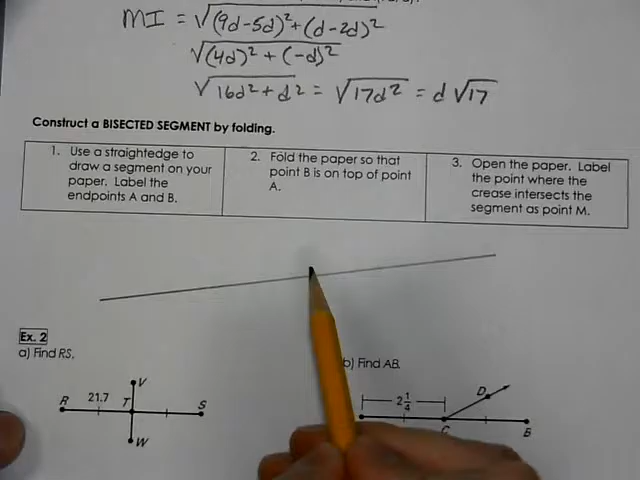 MI = √(9d-5d)²+(d-2d)²
√(4d)²+(-d)²
√16d²+d² = √17d² = d√17
Construct a BISECTED SEGMENT by folding.
1. Use a straightedge to
draw a segment on your
paper. Label the
endpoints A and B.
2. Fold the paper so that
point B is on top of point
A.
3. Open the paper. Label
the point where the
crease intersects the
segment as point M.
Ex. 2
a) Find RS.
b) Find AB.
V
R 21.7 T S
W
2 1/4 D
C B